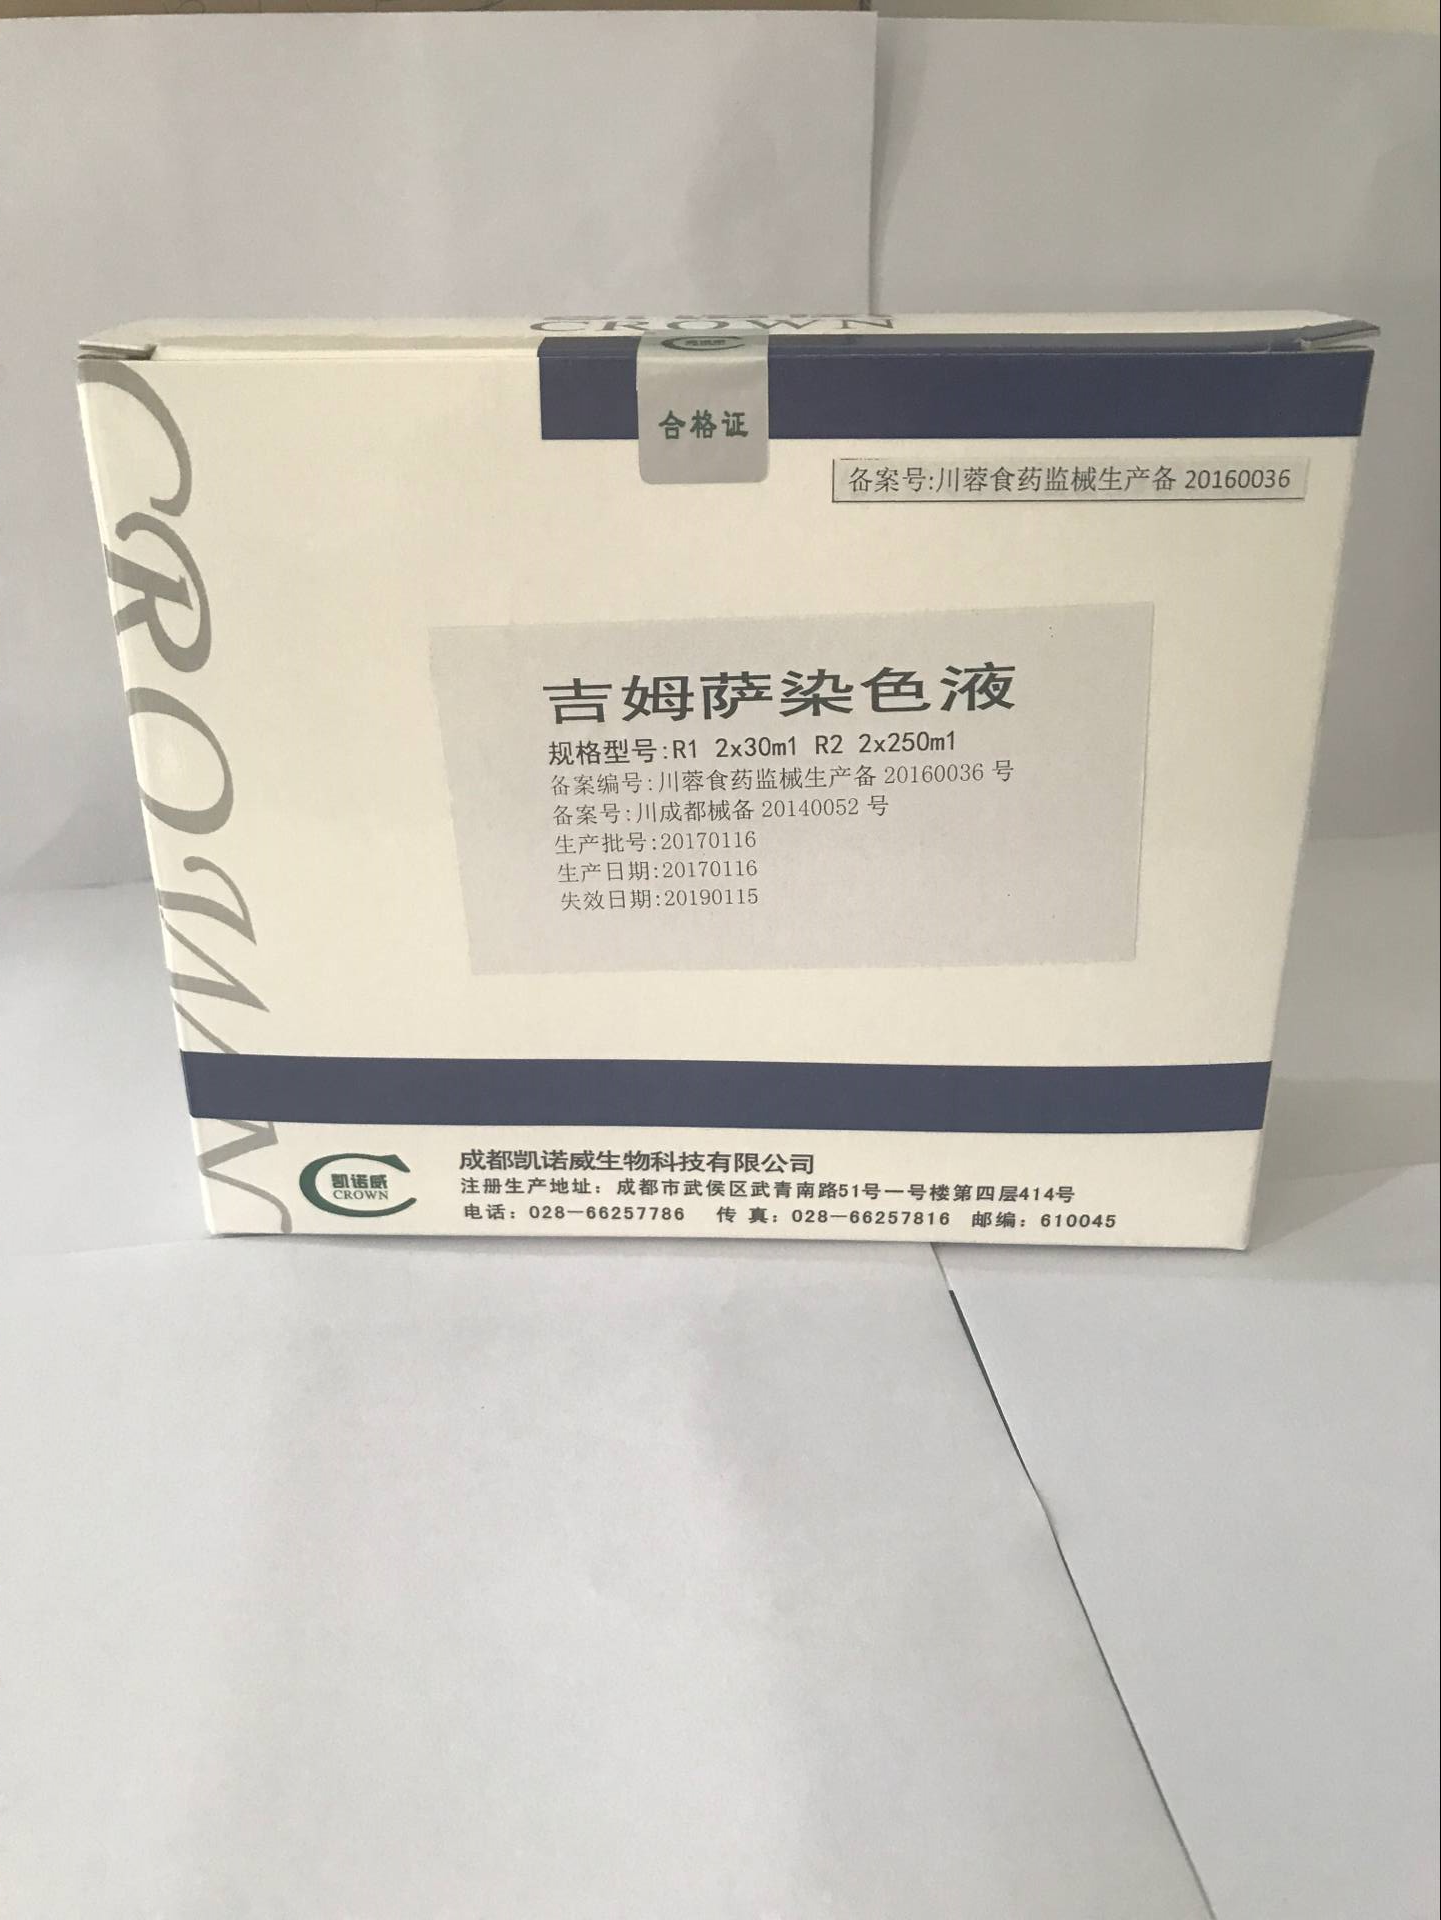 CROWN
合格证
备案号:川蓉食药监械生产备 20160036
CROWN
吉姆萨染色液
规格型号:R1 2x30ml R2 2x250ml
备案编号:川蓉食药监械生产备 20160036 号
备案号:川成都械备 20140052 号
生产批号:20170116
生产日期:20170116
失效日期:20190115
凯诺威
CROWN
成都凯诺威生物科技有限公司
注册生产地址：成都市武侯区武青南路51号一号楼第四层414号
电话：028－66257786 传 真：028－66257816 邮编：610045